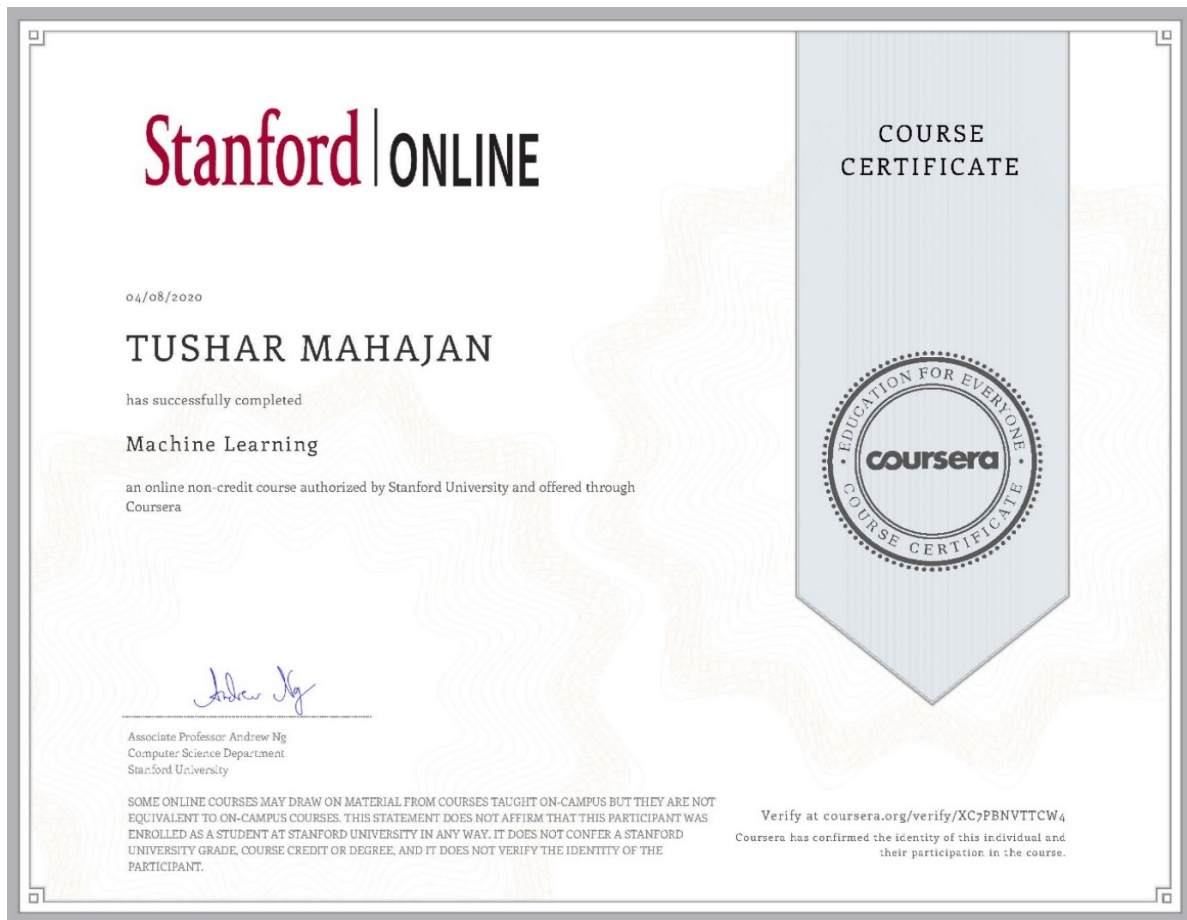 Stanford | ONLINE
COURSE
CERTIFICATE
04/08/2020
TUSHAR MAHAJAN
has successfully completed
Machine Learning
an online non-credit course authorized by Stanford University and offered through
Coursera
EDUCATION FOR EVERYONE
coursera
COURSE CERTIFICATE
Andrew Ng
Associate Professor Andrew Ng
Computer Science Department
Stanford University
SOME ONLINE COURSES MAY DRAW ON MATERIAL FROM COURSES TAUGHT ON-CAMPUS BUT THEY ARE NOT
EQUIVALENT TO ON-CAMPUS COURSES. THIS STATEMENT DOES NOT AFFIRM THAT THIS PARTICIPANT WAS
ENROLLED AS A STUDENT AT STANFORD UNIVERSITY IN ANY WAY. IT DOES NOT CONFER A STANFORD
UNIVERSITY GRADE, COURSE CREDIT OR DEGREE, AND IT DOES NOT VERIFY THE IDENTITY OF THE
PARTICIPANT.
Verify at coursera.org/verify/XC7PBNVTTCW4
Coursera has confirmed the identity of this individual and
their participation in the course.